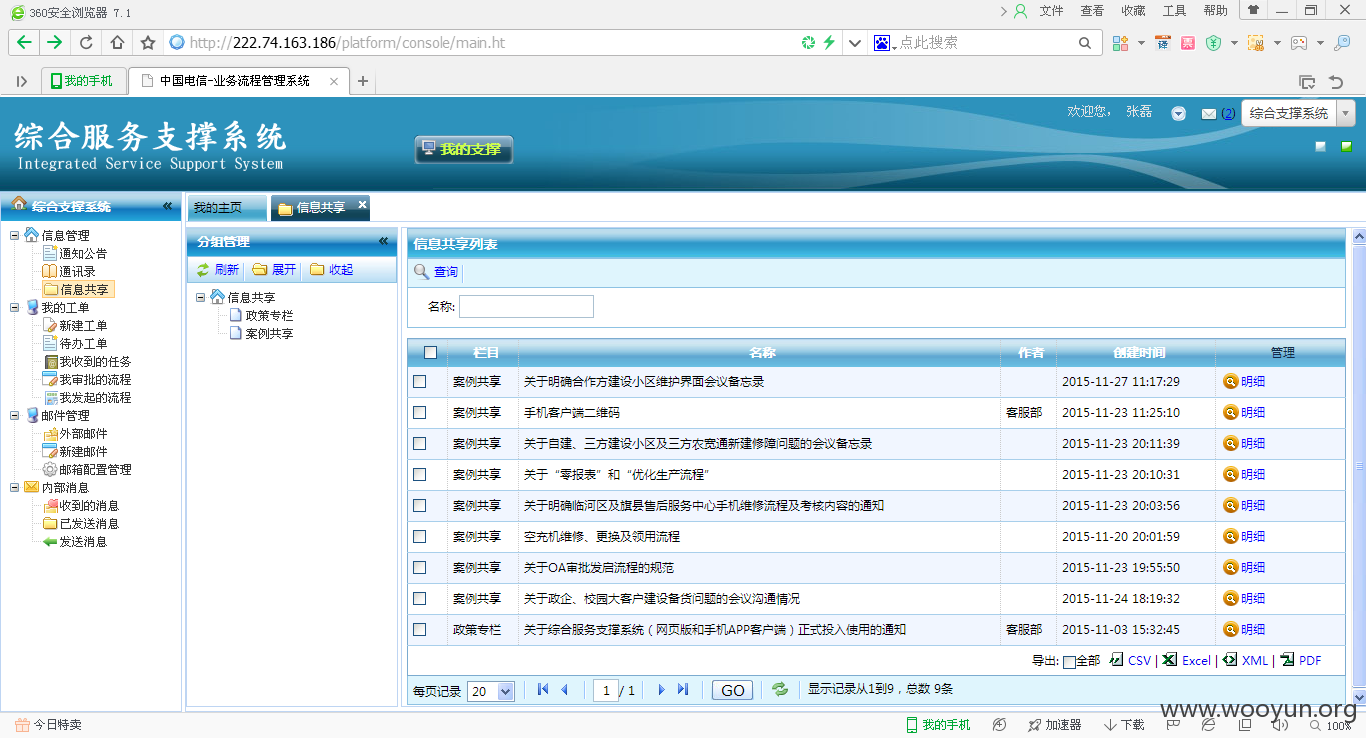 360安全浏览器 7.1
文件 查看 收藏 工具 帮助
http://222.74.163.186/platform/console/main.ht
点此搜索
我的手机
中国电信-业务流程管理系统
欢迎您， 张磊
(2)
综合支撑系统
综合服务支撑系统
Integrated Service Support System
我的支撑
综合支撑系统
信息管理
通知公告
通讯录
信息共享
我的工单
新建工单
待办工单
我收到的任务
我审批的流程
我发起的流程
邮件管理
外部邮件
新建邮件
邮箱配置管理
内部消息
收到的消息
已发送消息
发送消息
我的主页
信息共享
分组管理
刷新 展开 收起
信息共享
政策专栏
案例共享
信息共享列表
查询
名称:
栏目 名称 作者 创建时间 管理
案例共享 关于明确合作方建设小区维护界面会议备忘录 2015-11-27 11:17:29 明细
案例共享 手机客户端二维码 客服部 2015-11-23 11:25:10 明细
案例共享 关于自建、三方建设小区及三方农宽通新建修障问题的会议备忘录 2015-11-23 20:11:39 明细
案例共享 关于“零报表”和“优化生产流程” 2015-11-23 20:10:31 明细
案例共享 关于明确临河区及旗县售后服务中心手机维修流程及考核内容的通知 2015-11-23 20:03:56 明细
案例共享 空充机维修、更换及领用流程 2015-11-20 20:01:59 明细
案例共享 关于OA审批发启流程的规范 2015-11-23 19:55:50 明细
案例共享 关于政企、校园大客户建设备货问题的会议沟通情况 2015-11-24 18:19:32 明细
政策专栏 关于综合服务支撑系统（网页版和手机APP客户端）正式投入使用的通知 客服部 2015-11-03 15:32:45 明细
导出: 全部 CSV | Excel | XML | PDF
每页记录 20 1 / 1 GO 显示记录从1到9，总数 9条
www.wooyun.org
今日特卖
我的手机 加速器 下载 100%